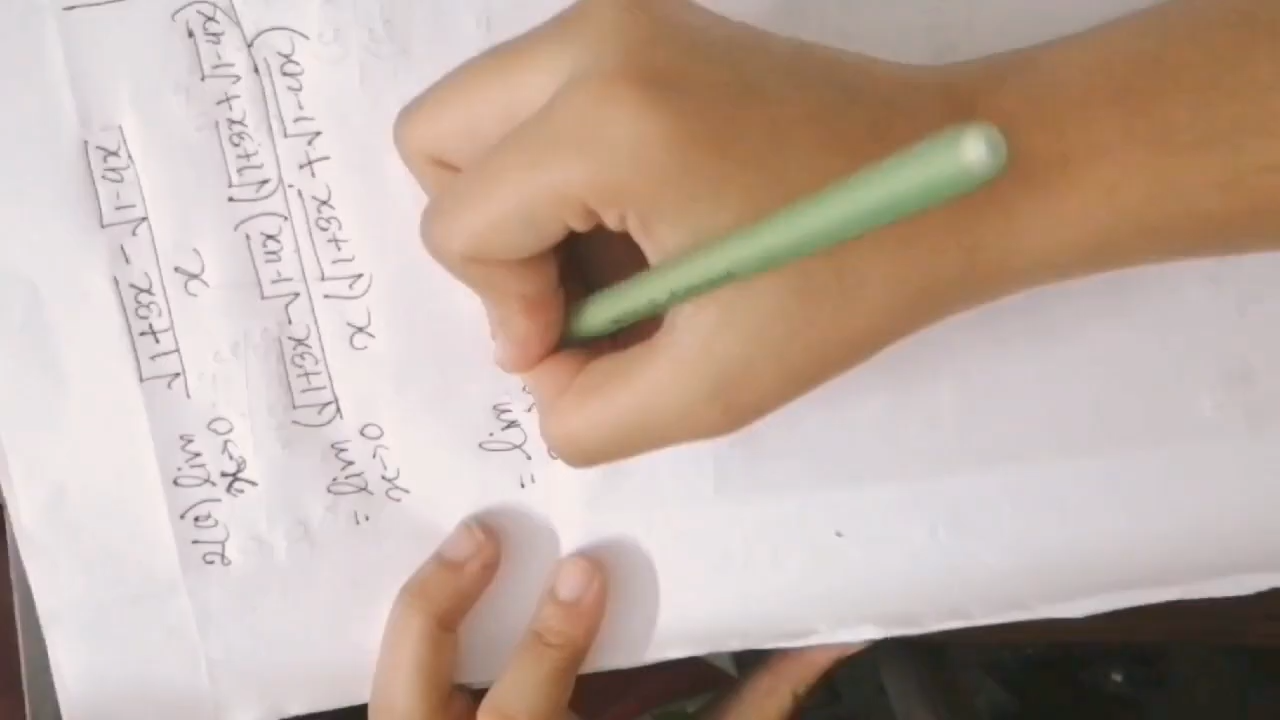 2(a) lim x→0 (√1+3x - √1-4x) / x
= lim x→0 (√1+3x - √1-4x) (√1+3x + √1-4x) / x (√1+3x + √1-4x)
= lim